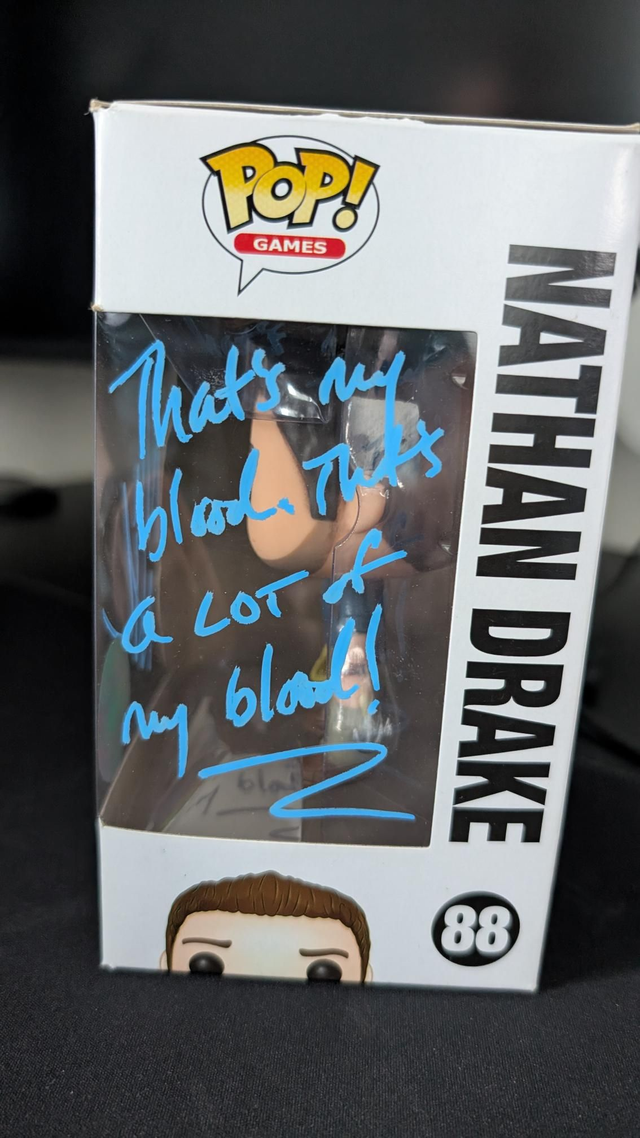 POP!
GAMES
NATHAN DRAKE
88
That's my
blood. That's
a LOT of
my blood!